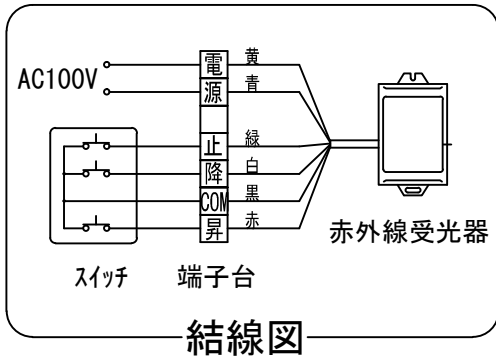 AC100V
電 黄
源 青
止 緑
降 白
COM 黒
昇 赤
赤外線受光器
スイッチ 端子台
結線図